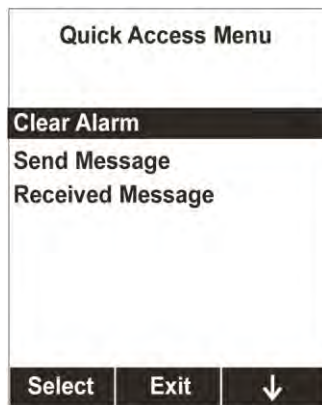 Quick Access Menu
Clear Alarm
Send Message
Received Message
Select Exit ↓